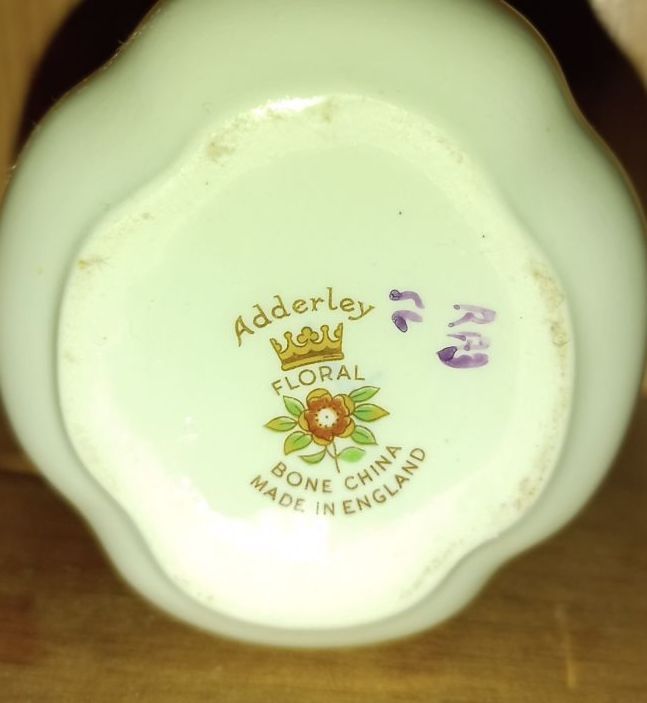 Adderley
FLORAL
BONE CHINA
MADE IN ENGLAND